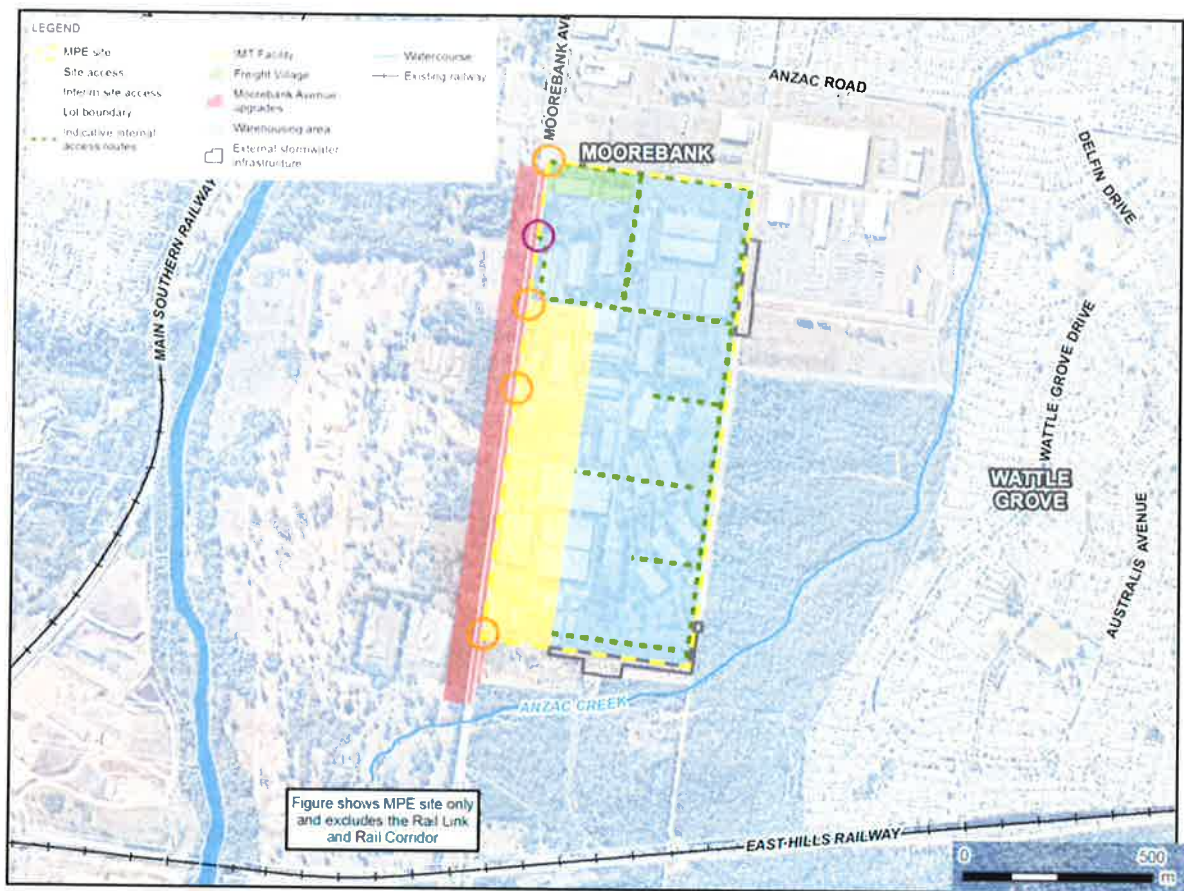 LEGEND
MPE site
Site access
Interim site access
Lot boundary
Indicative internal
access routes
IMT Facility
Freight Village
Moorebank Avenue
upgrades
Warehousing area
External stormwater
infrastructure
Watercourse
Existing railway
MOOREBANK AV
ANZAC ROAD
MOOREBANK
DELFIN DRIVE
MAIN SOUTHERN RAILWAY
WATTLE GROVE DRIVE
WATTLE
GROVE
AUSTRALIS AVENUE
ANZAC CREEK
Figure shows MPE site only
and excludes the Rail Link
and Rail Corridor
EAST HILLS RAILWAY
0
500
m